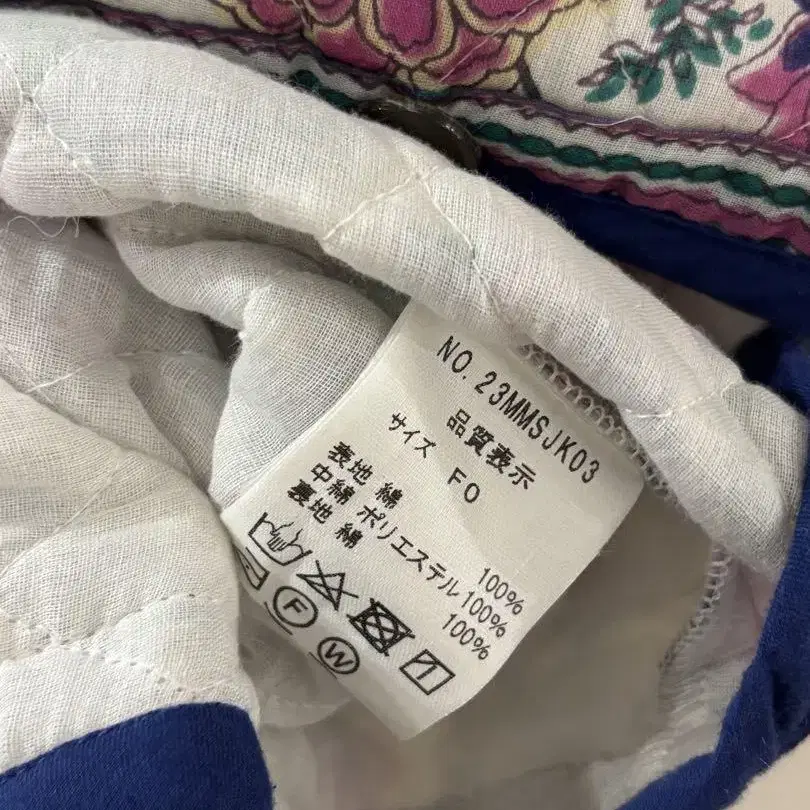 NO.23MMSJK03
品質表示
サイズ F0
表地 綿 100%
中綿 ポリエステル 100%
裏地 綿 100%
F
W